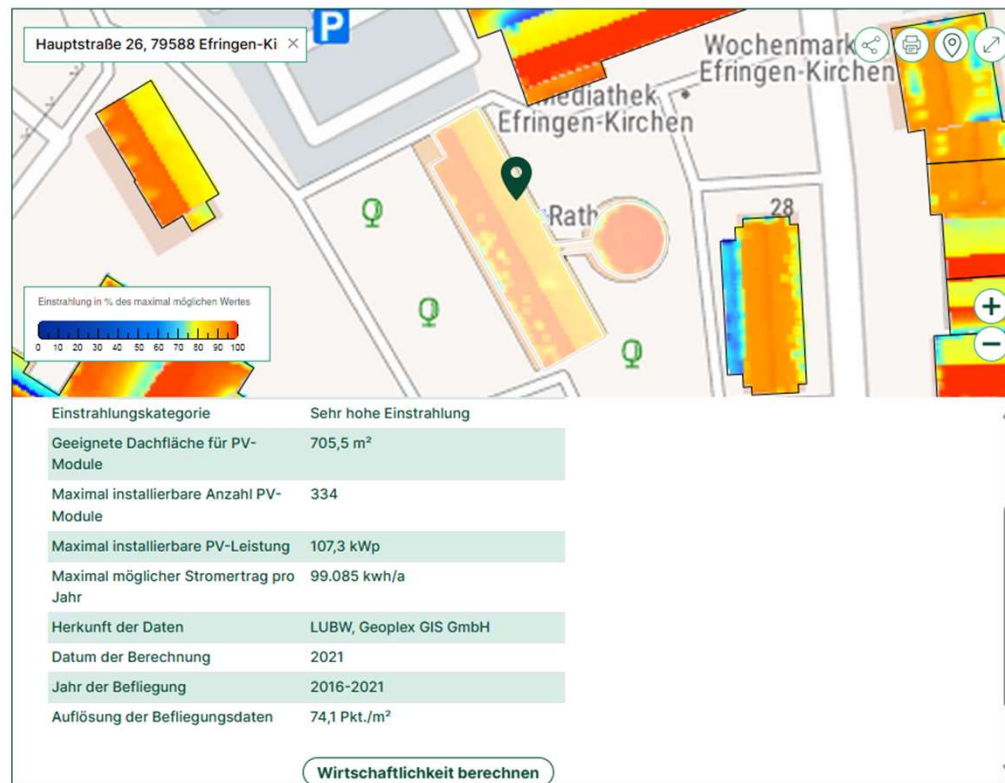 P
Hauptstraße 26, 79588 Efringen-Ki ×
Wochenmark
Efringen-Kirchen
Mediathek
Efringen-Kirchen
Rath
28
Einstrahlung in % des maximal möglichen Wertes
0 10 20 30 40 50 60 70 80 90 100
+
−
Einstrahlungskategorie Sehr hohe Einstrahlung
Geeignete Dachfläche für PV- 705,5 m²
Module
Maximal installierbare Anzahl PV- 334
Module
Maximal installierbare PV-Leistung 107,3 kWp
Maximal möglicher Stromertrag pro 99.085 kwh/a
Jahr
Herkunft der Daten LUBW, Geoplex GIS GmbH
Datum der Berechnung 2021
Jahr der Befliegung 2016-2021
Auflösung der Befliegungsdaten 74,1 Pkt./m²
Wirtschaftlichkeit berechnen